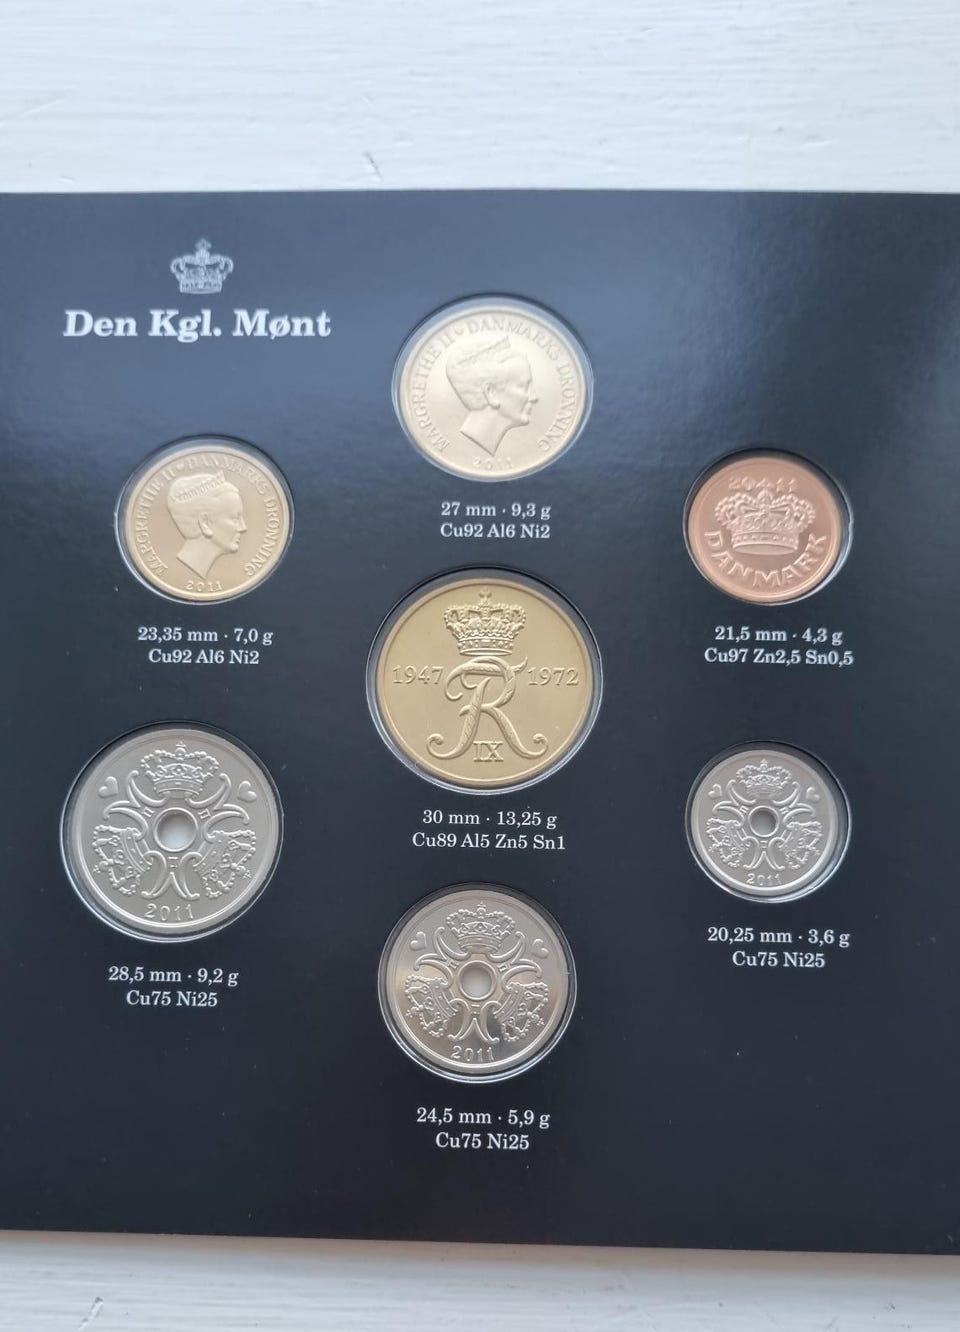 Den Kgl. Mønt
MARGRETHE II ♥ DANMARKS DRONNING
2011
27 mm · 9,3 g
Cu92 Al6 Ni2
MARGRETHE II ♥ DANMARKS DRONNING
2011
23,35 mm · 7,0 g
Cu92 Al6 Ni2
20 11
DANMARK
21,5 mm · 4,3 g
Cu97 Zn2,5 Sn0,5
1947 FR 1972
IX
30 mm · 13,25 g
Cu89 Al5 Zn5 Sn1
2011
28,5 mm · 9,2 g
Cu75 Ni25
2011
20,25 mm · 3,6 g
Cu75 Ni25
2011
24,5 mm · 5,9 g
Cu75 Ni25